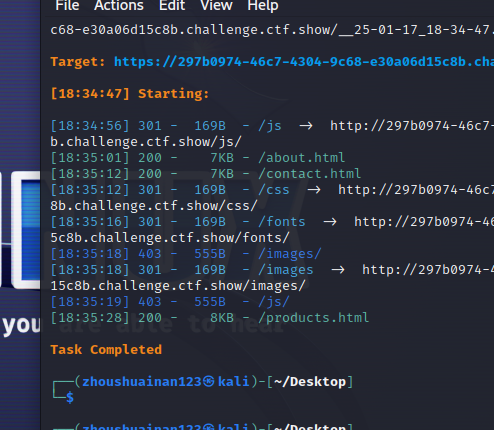 File Actions Edit View Help
c68-e30a06d15c8b.challenge.ctf.show/__25-01-17_18-34-47.
Target: https://297b0974-46c7-4304-9c68-e30a06d15c8b.cha
[18:34:47] Starting:
[18:34:56] 301 - 169B - /js -> http://297b0974-46c7-
b.challenge.ctf.show/js/
[18:35:01] 200 - 7KB - /about.html
[18:35:12] 200 - 7KB - /contact.html
[18:35:12] 301 - 169B - /css -> http://297b0974-46c7
8b.challenge.ctf.show/css/
[18:35:16] 301 - 169B - /fonts -> http://297b0974-46
5c8b.challenge.ctf.show/fonts/
[18:35:18] 403 - 555B - /images/
[18:35:18] 301 - 169B - /images -> http://297b0974-4
15c8b.challenge.ctf.show/images/
[18:35:19] 403 - 555B - /js/
[18:35:28] 200 - 8KB - /products.html
you are able to hear
Task Completed
┌──(zhoushuainan123㉿kali)-[~/Desktop]
└─$
┌──(zhoushuainan123㉿kali)-[~/Desktop]